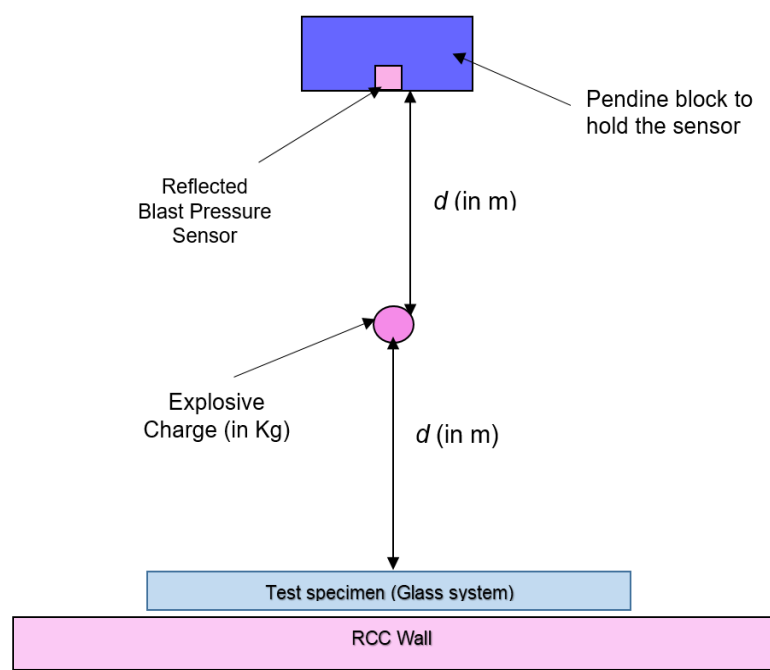 Pendine block to
hold the sensor
Reflected
Blast Pressure
Sensor
d (in m)
Explosive
Charge (in Kg)
d (in m)
Test specimen (Glass system)
RCC Wall